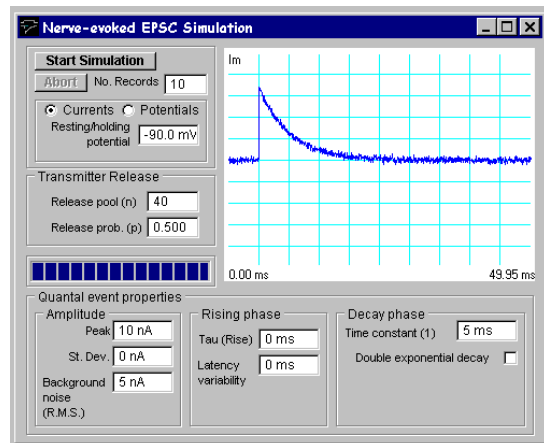 Nerve-evoked EPSC Simulation
Start Simulation
Abort No. Records 10
Currents Potentials
Resting/holding
potential -90.0 mV
Transmitter Release
Release pool (n) 40
Release prob. (p) 0.500
Im
0.00 ms 49.95 ms
Quantal event properties
Amplitude
Peak 10 nA
St. Dev. 0 nA
Background 5 nA
noise
(R.M.S.)
Rising phase
Tau (Rise) 0 ms
Latency 0 ms
variability
Decay phase
Time constant (1) 5 ms
Double exponential decay